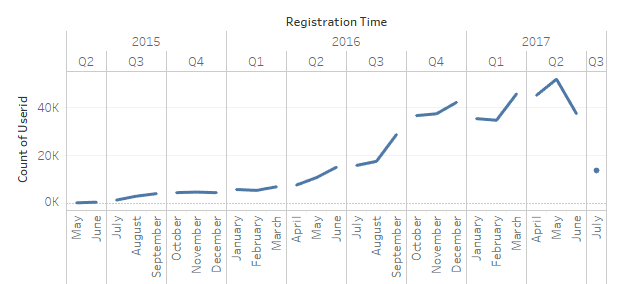 Registration Time
2015 2016 2017
Q2 Q3 Q4 Q1 Q2 Q3 Q4 Q1 Q2 Q3
Count of Userid
40K
20K
0K
May June July August September October November December January February March April May June July August September October November December January February March April May June July